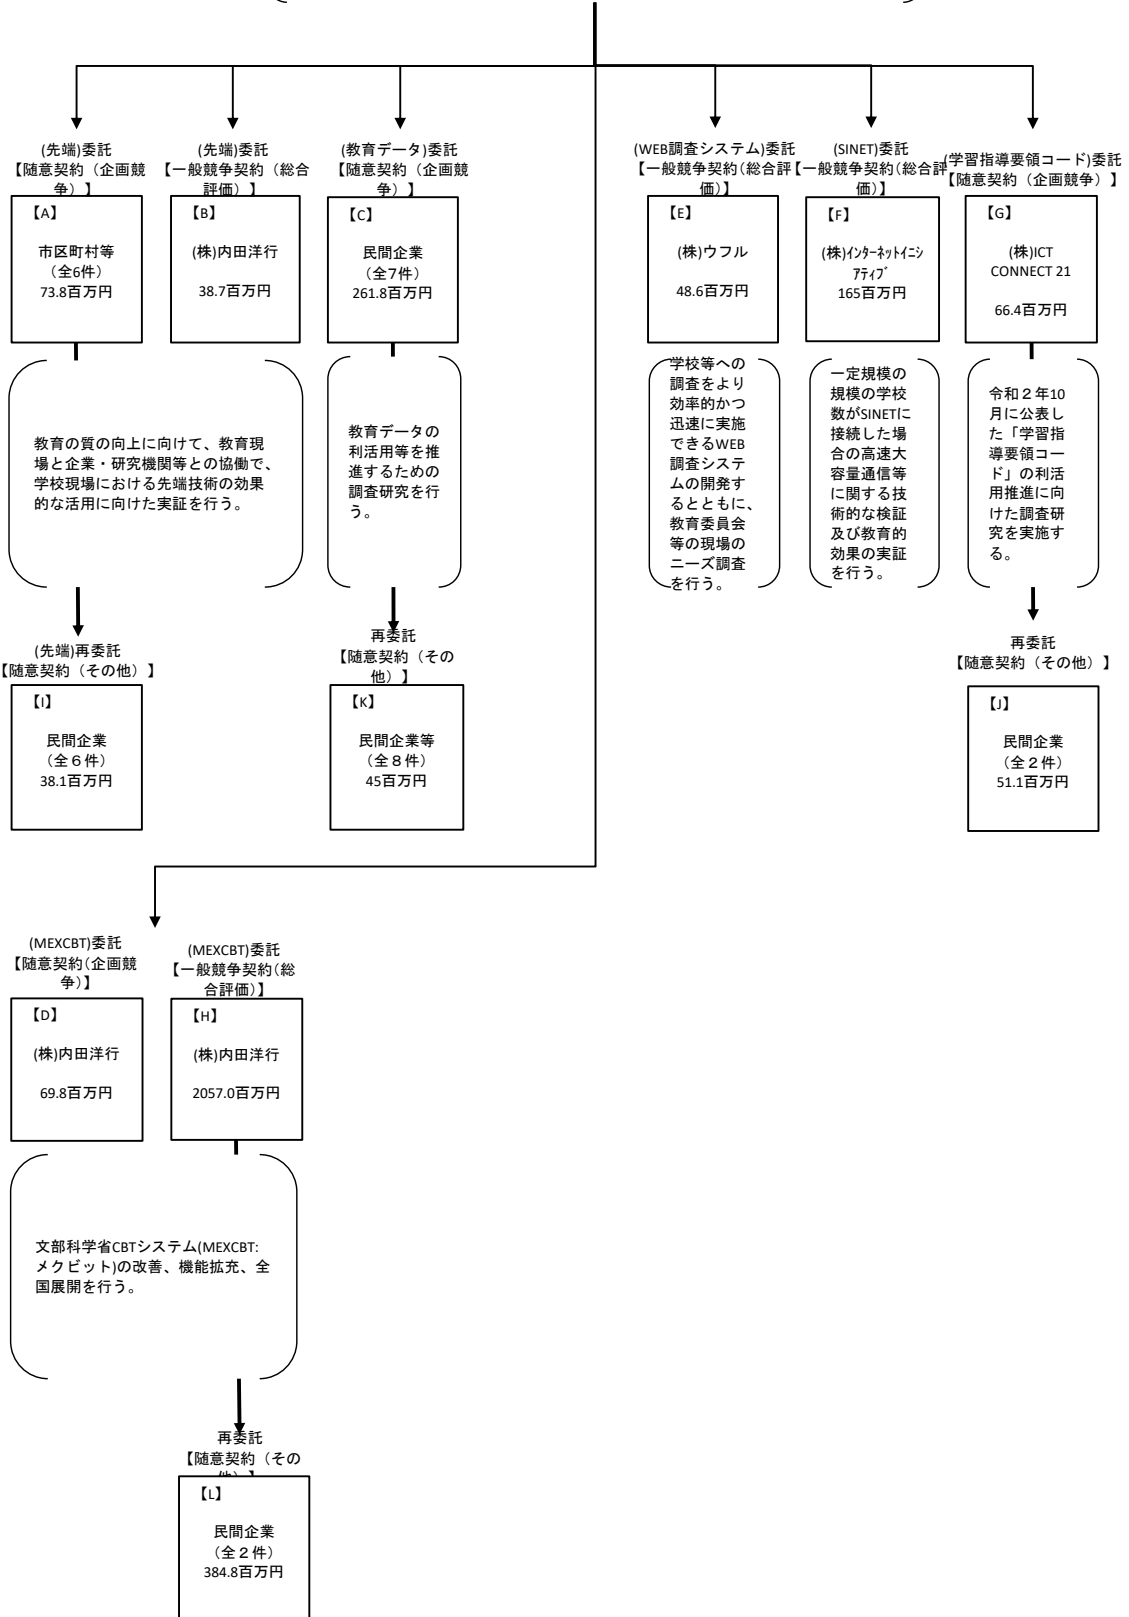 (先端)委託
【随意契約（企画競
争）】
【A】
市区町村等
（全6件）
73.8百万円
(先端)委託
【一般競争契約（総合
評価）】
【B】
(株)内田洋行
38.7百万円
(教育データ)委託
【随意契約（企画競
争）】
【C】
民間企業
（全7件）
261.8百万円
(WEB調査システム)委託
【一般競争契約(総合評
価)】
【E】
(株)ウフル
48.6百万円
(SINET)委託
【一般競争契約(総合評
価)】
【F】
(株)ｲﾝﾀｰﾈｯﾄｲﾆｼ
ｱﾃｨﾌﾞ
165百万円
(学習指導要領コード)委託
【随意契約（企画競争）】
【G】
(株)ICT
CONNECT 21
66.4百万円
教育の質の向上に向けて、教育現
場と企業・研究機関等との協働で、
学校現場における先端技術の効果
的な活用に向けた実証を行う。
教育データの
利活用等を推
進するための
調査研究を行
う。
学校等への
調査をより
効率的かつ
迅速に実施
できるWEB
調査システ
ムの開発す
るとともに、
教育委員会
等の現場の
ニーズ調査
を行う。
一定規模の
規模の学校
数がSINETに
接続した場
合の高速大
容量通信等
に関する技
術的な検証
及び教育的
効果の実証
を行う。
令和２年10
月に公表し
た「学習指
導要領コー
ド」の利活
用推進に向
けた調査研
究を実施す
る。
(先端)再委託
【随意契約（その他）】
【I】
民間企業
（全６件）
38.1百万円
再委託
【随意契約（その
他）】
【K】
民間企業等
（全８件）
45百万円
再委託
【随意契約（その他）】
【J】
民間企業
（全２件）
51.1百万円
(MEXCBT)委託
【随意契約(企画競
争)】
【D】
(株)内田洋行
69.8百万円
(MEXCBT)委託
【一般競争契約(総
合評価)】
【H】
(株)内田洋行
2057.0百万円
文部科学省CBTシステム(MEXCBT:
メクビット)の改善、機能拡充、全
国展開を行う。
再委託
【随意契約（その
他）】
【L】
民間企業
（全２件）
384.8百万円